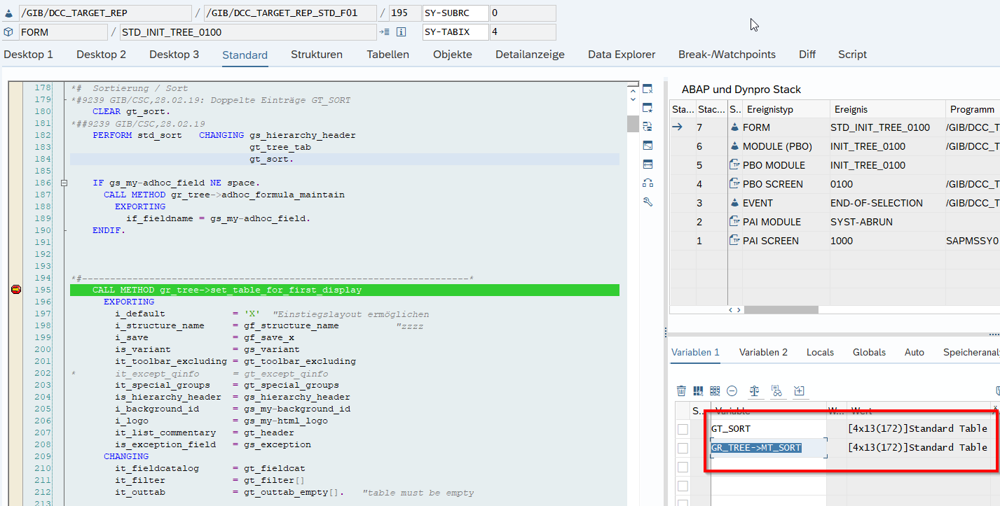 /GIB/DCC_TARGET_REP / /GIB/DCC_TARGET_REP_STD_F01 / 195 SY-SUBRC 0
FORM / STD_INIT_TREE_0100 SY-TABIX 4
Desktop 1 Desktop 2 Desktop 3 Standard Strukturen Tabellen Objekte Detailanzeige Data Explorer Break-/Watchpoints Diff Script
178 *# Sortierung / Sort
179 *#9239 GIB/CSC,28.02.19: Doppelte Einträge GT_SORT
180 CLEAR gt_sort.
181 *##9239 GIB/CSC,28.02.19
182 PERFORM std_sort CHANGING gs_hierarchy_header
183 gt_tree_tab
184 gt_sort.
185
186 IF gs_my-adhoc_field NE space.
187 CALL METHOD gr_tree->adhoc_formula_maintain
188 EXPORTING
189 if_fieldname = gs_my-adhoc_field.
190 ENDIF.
191
192
193
194 *#----------------------------------------------------------------------*
195 CALL METHOD gr_tree->set_table_for_first_display
196 EXPORTING
197 i_default = 'X' "Einstiegslayout ermöglichen
198 i_structure_name = gf_structure_name "zzzz
199 i_save = gf_save_x
200 is_variant = gs_variant
201 it_toolbar_excluding = gt_toolbar_excluding
202 * it_except_qinfo = gt_except_qinfo
203 it_special_groups = gt_special_groups
204 is_hierarchy_header = gs_hierarchy_header
205 i_background_id = gs_my-background_id
206 i_logo = gs_my-html_logo
207 it_list_commentary = gt_header
208 is_exception_field = gs_exception
209 CHANGING
210 it_fieldcatalog = gt_fieldcat
211 it_filter = gt_filter[]
212 it_outtab = gt_outtab_empty[]. "table must be empty
213
ABAP und Dynpro Stack
Sta... Stac... S.. Ereignistyp Ereignis Programm
7 FORM STD_INIT_TREE_0100 /GIB/DCC_T
6 MODULE (PBO) INIT_TREE_0100 /GIB/DCC_T
5 PBO MODULE INIT_TREE_0100
4 PBO SCREEN 0100 /GIB/DCC_T
3 EVENT END-OF-SELECTION /GIB/DCC_T
2 PAI MODULE SYST-ABRUN
1 PAI SCREEN 1000 SAPMSSY0
Variablen 1 Variablen 2 Locals Globals Auto Speicheranaly
S.. Variable W... Wert
GT_SORT [4x13(172)]Standard Table
GR_TREE->MT_SORT [4x13(172)]Standard Table